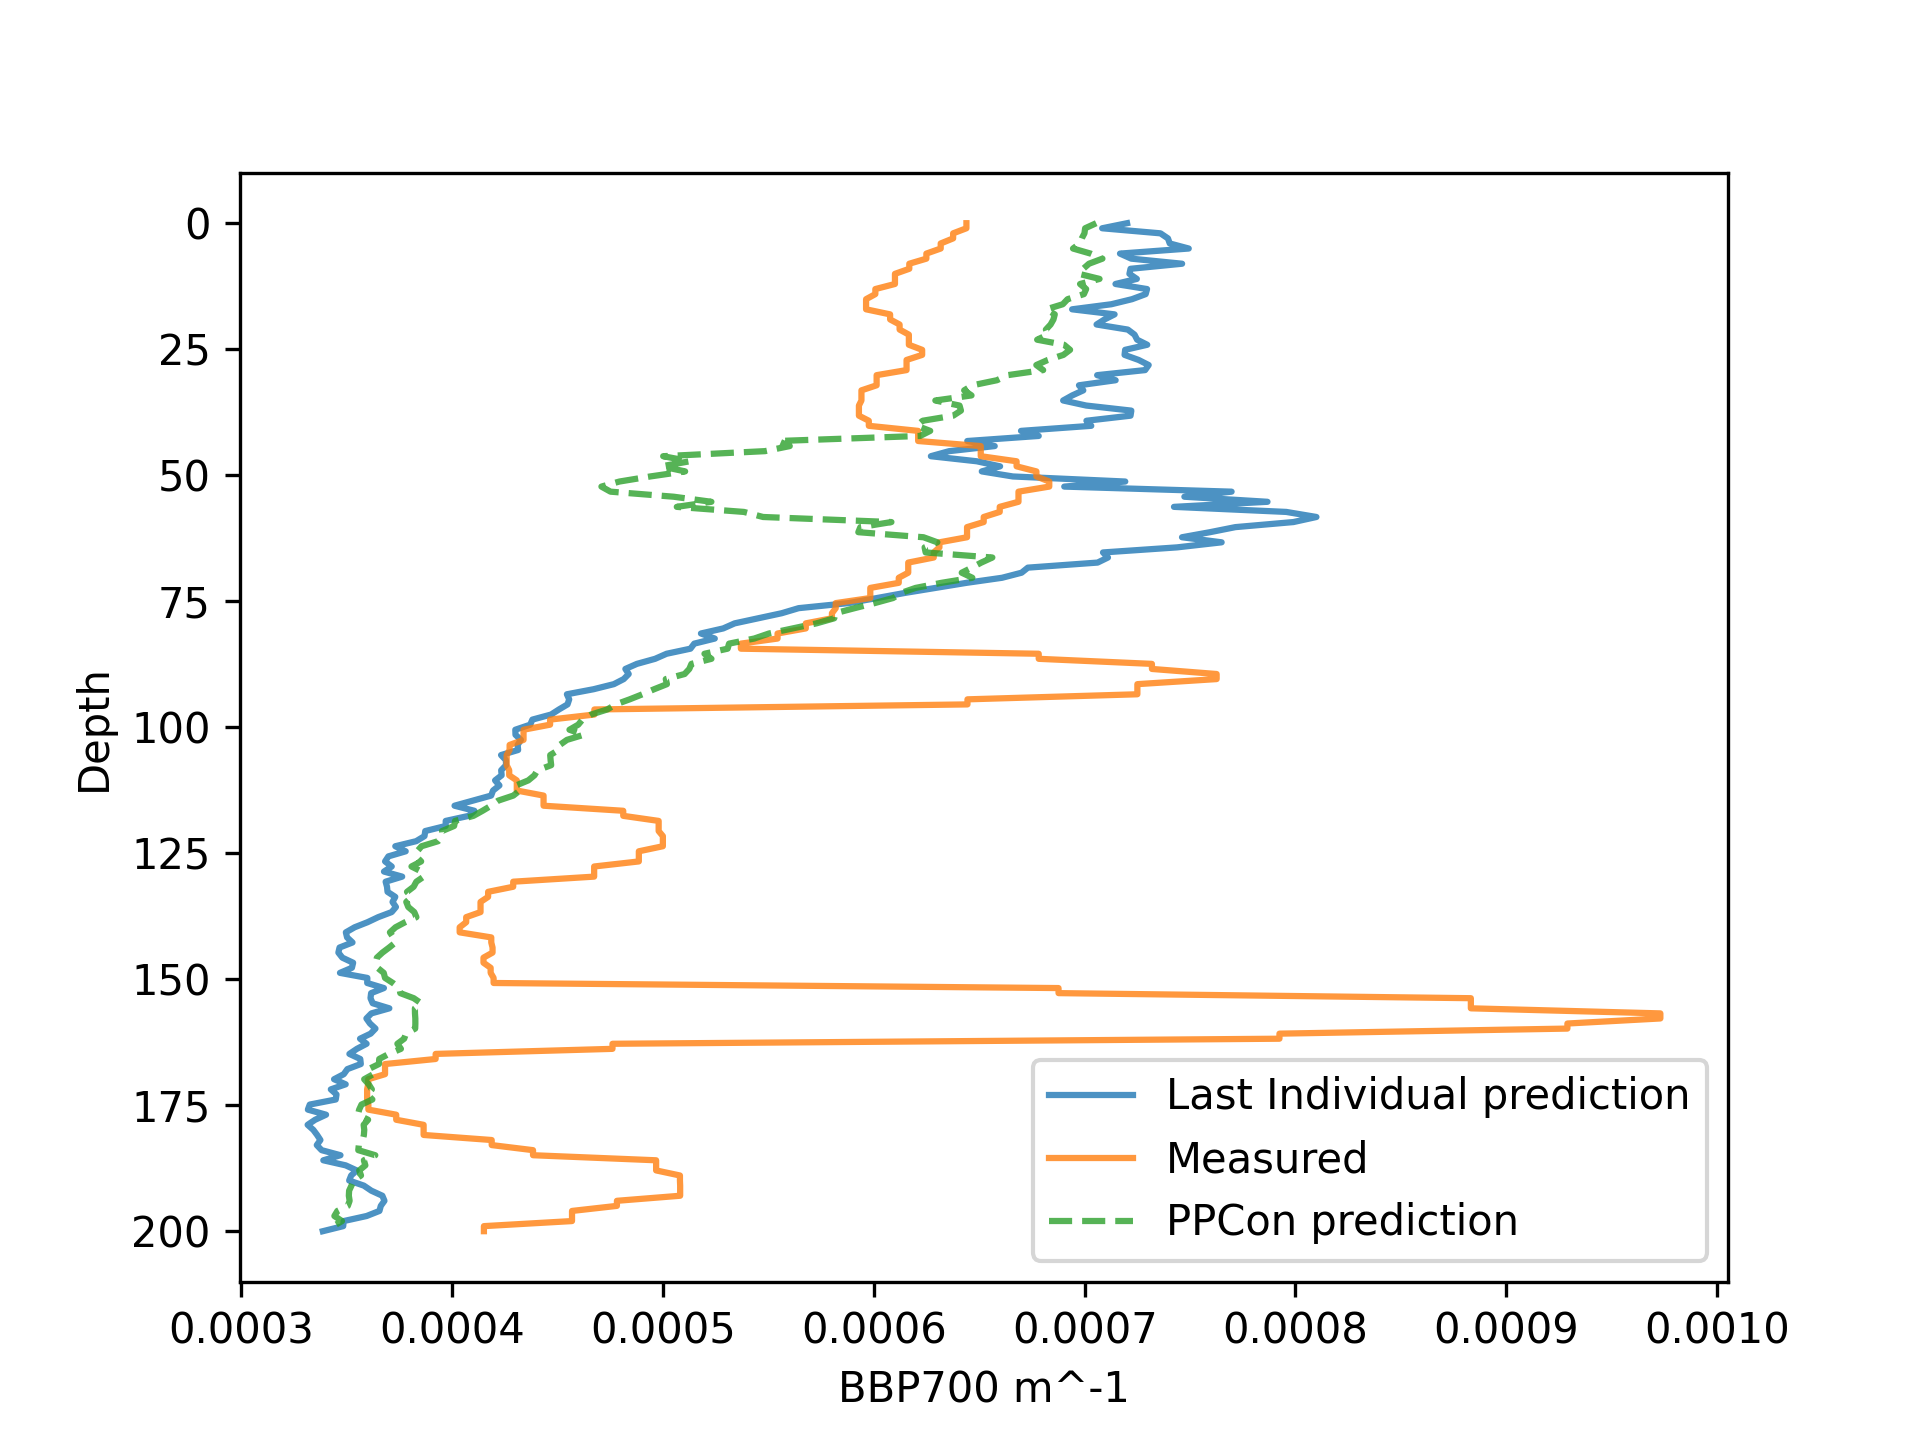 0
25
50
75
100
125
150
175
200
Depth
0.0003 0.0004 0.0005 0.0006 0.0007 0.0008 0.0009 0.0010
BBP700 m^-1
Last Individual prediction
Measured
PPCon prediction